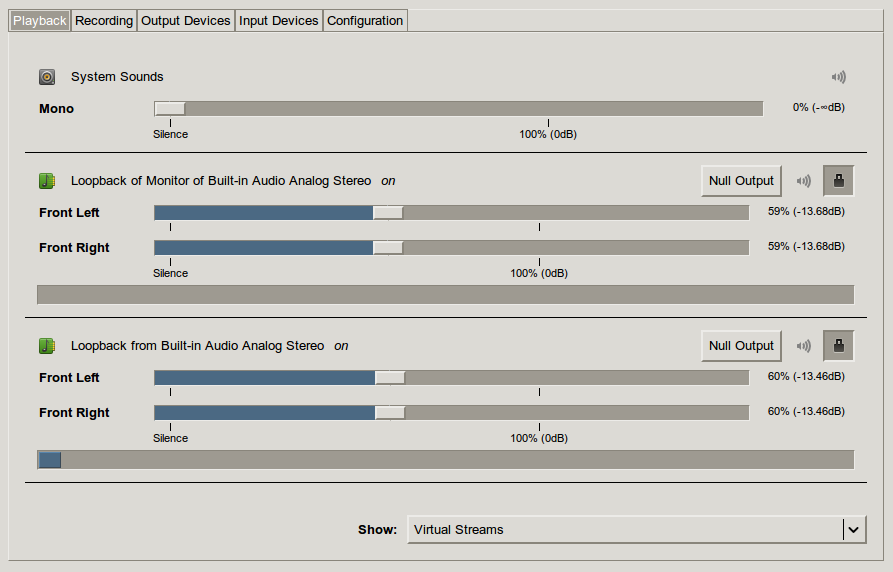 Playback Recording Output Devices Input Devices Configuration
System Sounds
Mono 0% (-∞dB)
Silence 100% (0dB)
Loopback of Monitor of Built-in Audio Analog Stereo on Null Output
Front Left 59% (-13.68dB)
Front Right 59% (-13.68dB)
Silence 100% (0dB)
Loopback from Built-in Audio Analog Stereo on Null Output
Front Left 60% (-13.46dB)
Front Right 60% (-13.46dB)
Silence 100% (0dB)
Show: Virtual Streams